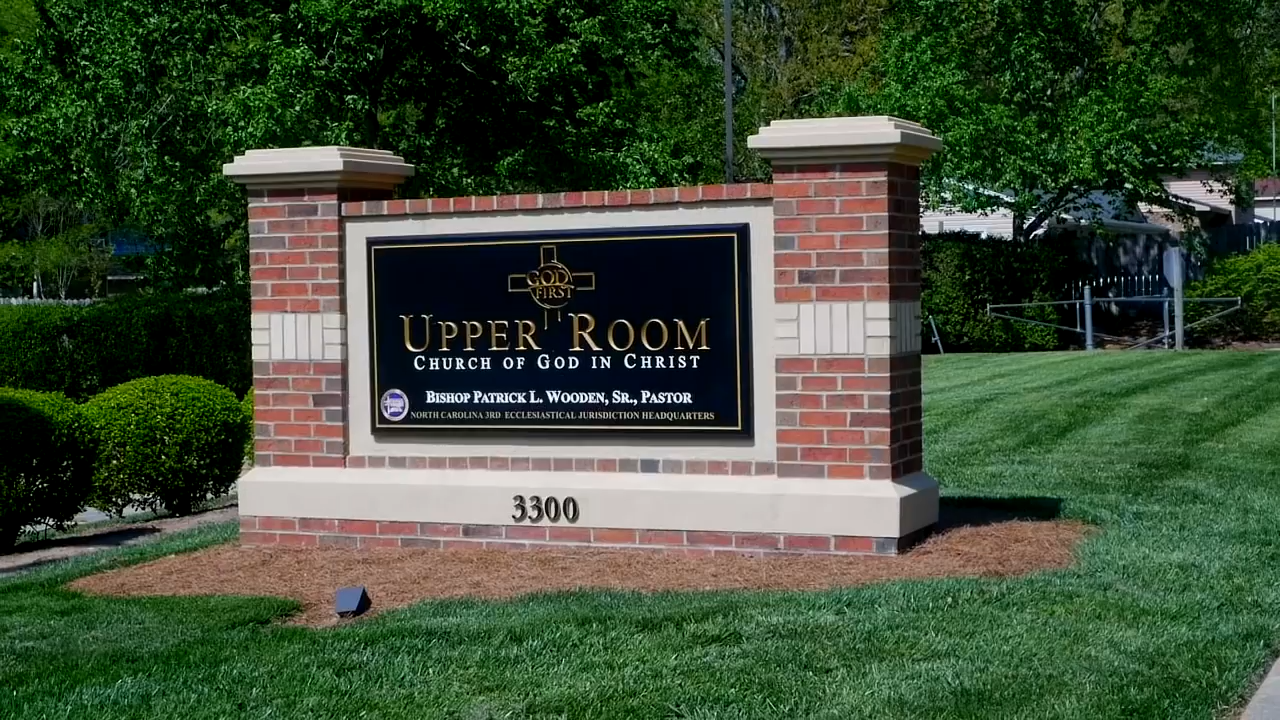 GOD
FIRST
UPPER ROOM
CHURCH OF GOD IN CHRIST
BISHOP PATRICK L. WOODEN, SR., PASTOR
NORTH CAROLINA 3RD ECCLESIASTICAL JURISDICTION HEADQUARTERS
3300